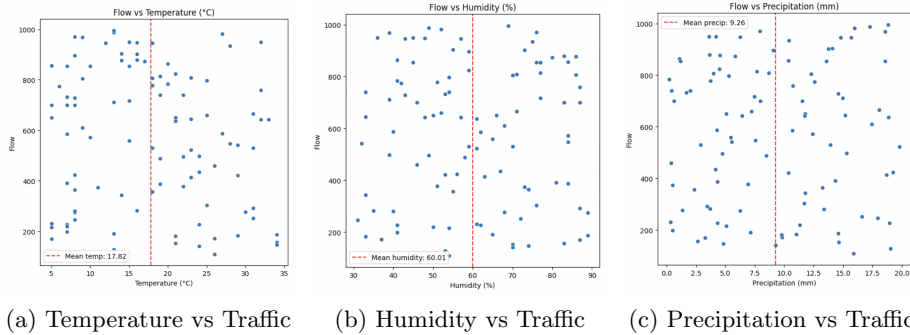 Flow vs Temperature (°C)
1000
800
600
400
200
Flow
Mean temp: 17.82
5
10
15
20
25
30
35
Temperature (°C)
(a) Temperature vs Traffic
Flow vs Humidity (%)
1000
800
600
400
200
Flow
Mean humidity: 60.01
30
40
50
60
70
80
90
Humidity (%)
(b) Humidity vs Traffic
Flow vs Precipitation (mm)
Mean precip: 9.26
1000
800
600
400
200
Flow
0.0
2.5
5.0
7.5
10.0
12.5
15.0
17.5
20.0
Precipitation (mm)
(c) Precipitation vs Traffic